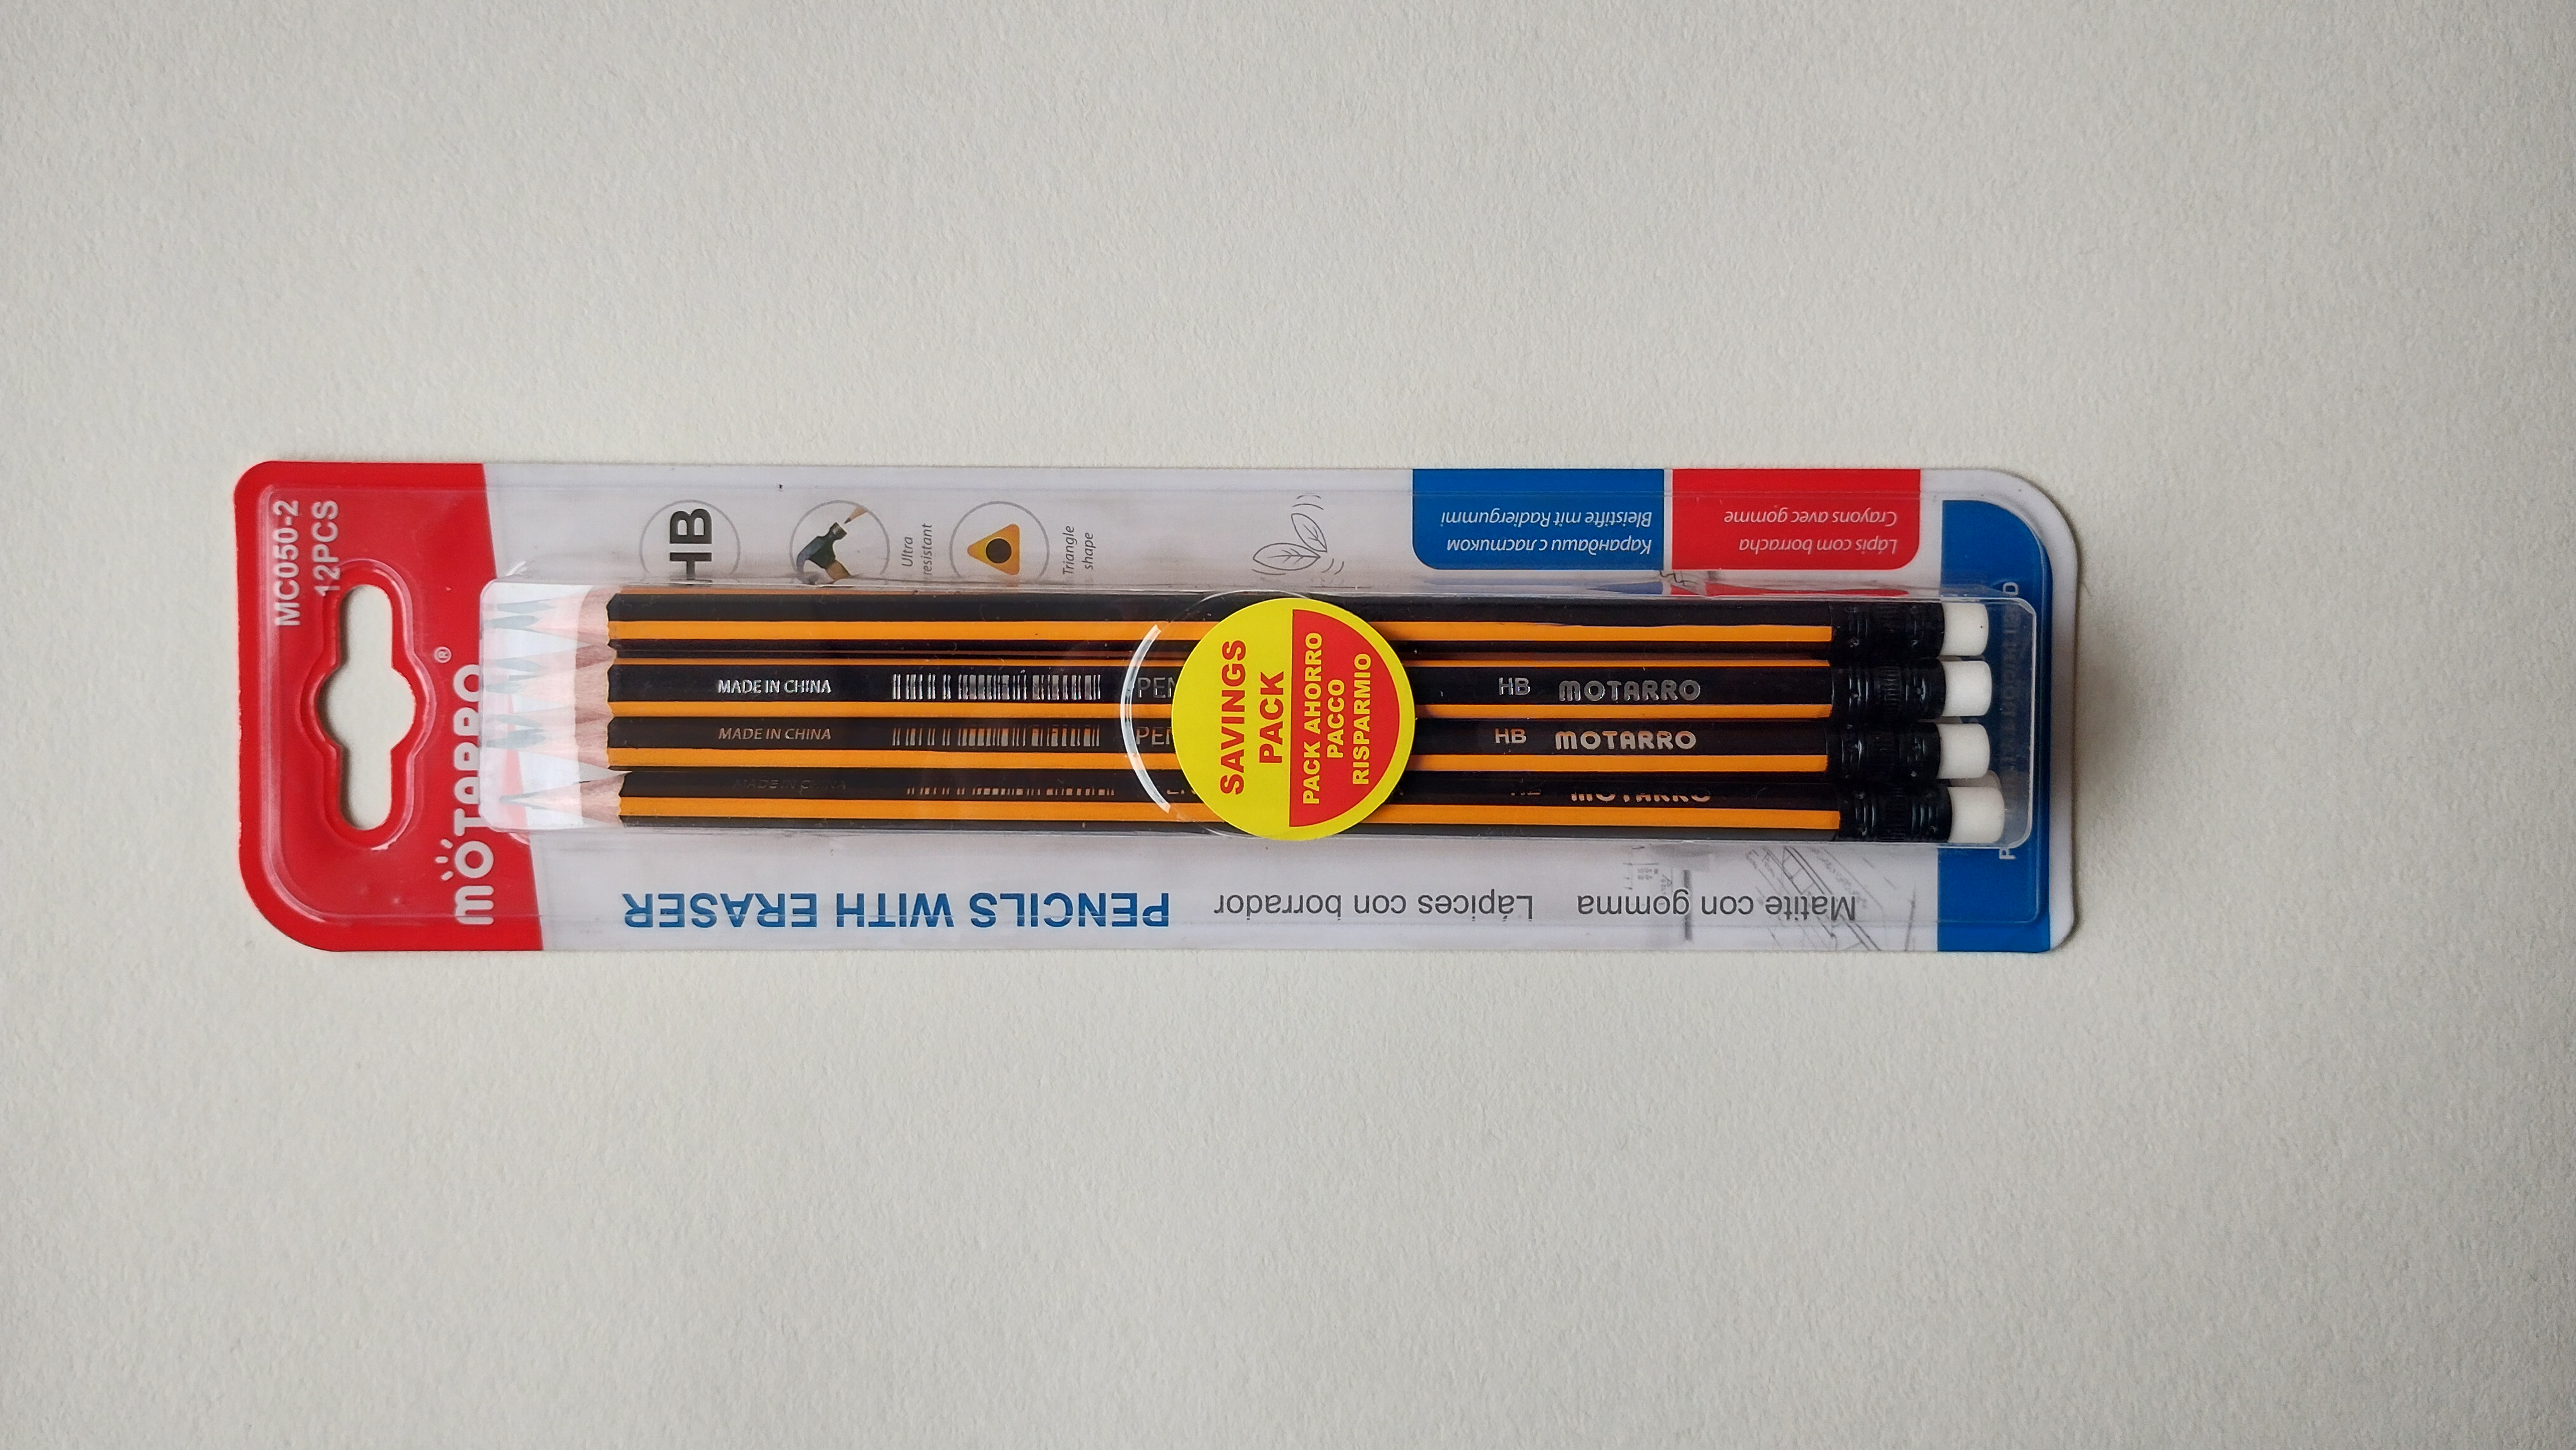 MC050-2
12PCS
MOTARRO®
HB
Ultra
resistant
Triangle
shape
PENCILS WITH ERASER
Lápices con borrador
Matite con gomma
MADE IN CHINA
MADE IN CHINA
SAVINGS
PACK
PACK AHORRO
PACCO
RISPARMIO
HB MOTARRO
HB MOTARRO
MOTARRO
Карандаши с ластиком
Bleistifte mit Radiergummi
Lápis com borracha
Crayons avec gomme